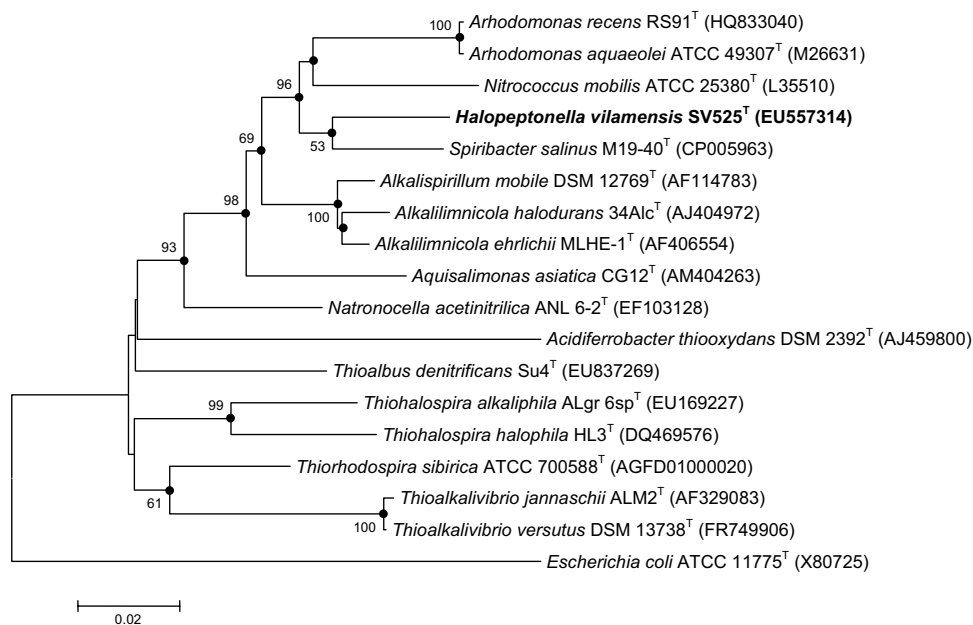 Arhodomonas recens RS91ᵀ (HQ833040)
100
Arhodomonas aquaeolei ATCC 49307ᵀ (M26631)
Nitrococcus mobilis ATCC 25380ᵀ (L35510)
96
Halopeptonella vilamensis SV525ᵀ (EU557314)
69
53
Spiribacter salinus M19-40ᵀ (CP005963)
Alkalispirillum mobile DSM 12769ᵀ (AF114783)
98
100
Alkalilimnicola halodurans 34Alcᵀ (AJ404972)
Alkalilimnicola ehrlichii MLHE-1ᵀ (AF406554)
93
Aquisalimonas asiatica CG12ᵀ (AM404263)
Natronocella acetinitrilica ANL 6-2ᵀ (EF103128)
Acidiferrobacter thiooxydans DSM 2392ᵀ (AJ459800)
Thioalbus denitrificans Su4ᵀ (EU837269)
Thiohalospira alkaliphila ALgr 6spᵀ (EU169227)
99
Thiohalospira halophila HL3ᵀ (DQ469576)
Thiorhodospira sibirica ATCC 700588ᵀ (AGFD01000020)
61
Thioalkalivibrio jannaschii ALM2ᵀ (AF329083)
100
Thioalkalivibrio versutus DSM 13738ᵀ (FR749906)
Escherichia coli ATCC 11775ᵀ (X80725)
0.02